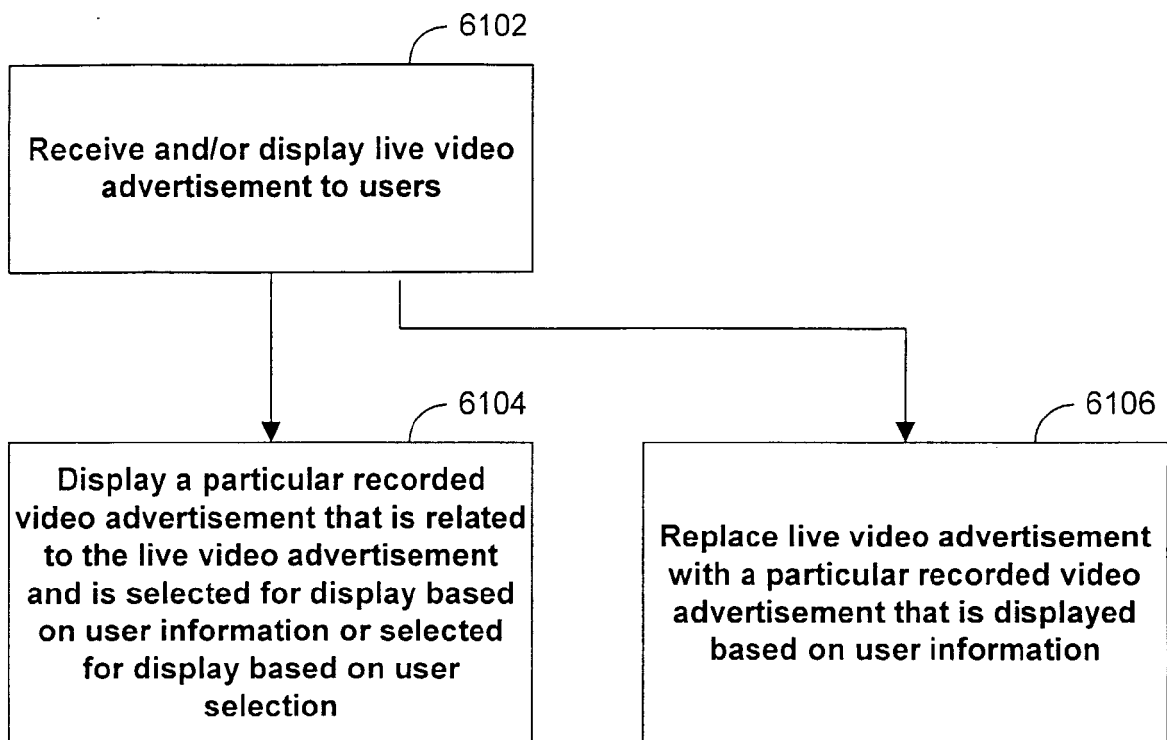 6102
Receive and/or display live video
advertisement to users
6104
Display a particular recorded
video advertisement that is related
to the live video advertisement
and is selected for display based
on user information or selected
for display based on user
selection
6106
Replace live video advertisement
with a particular recorded video
advertisement that is displayed
based on user information